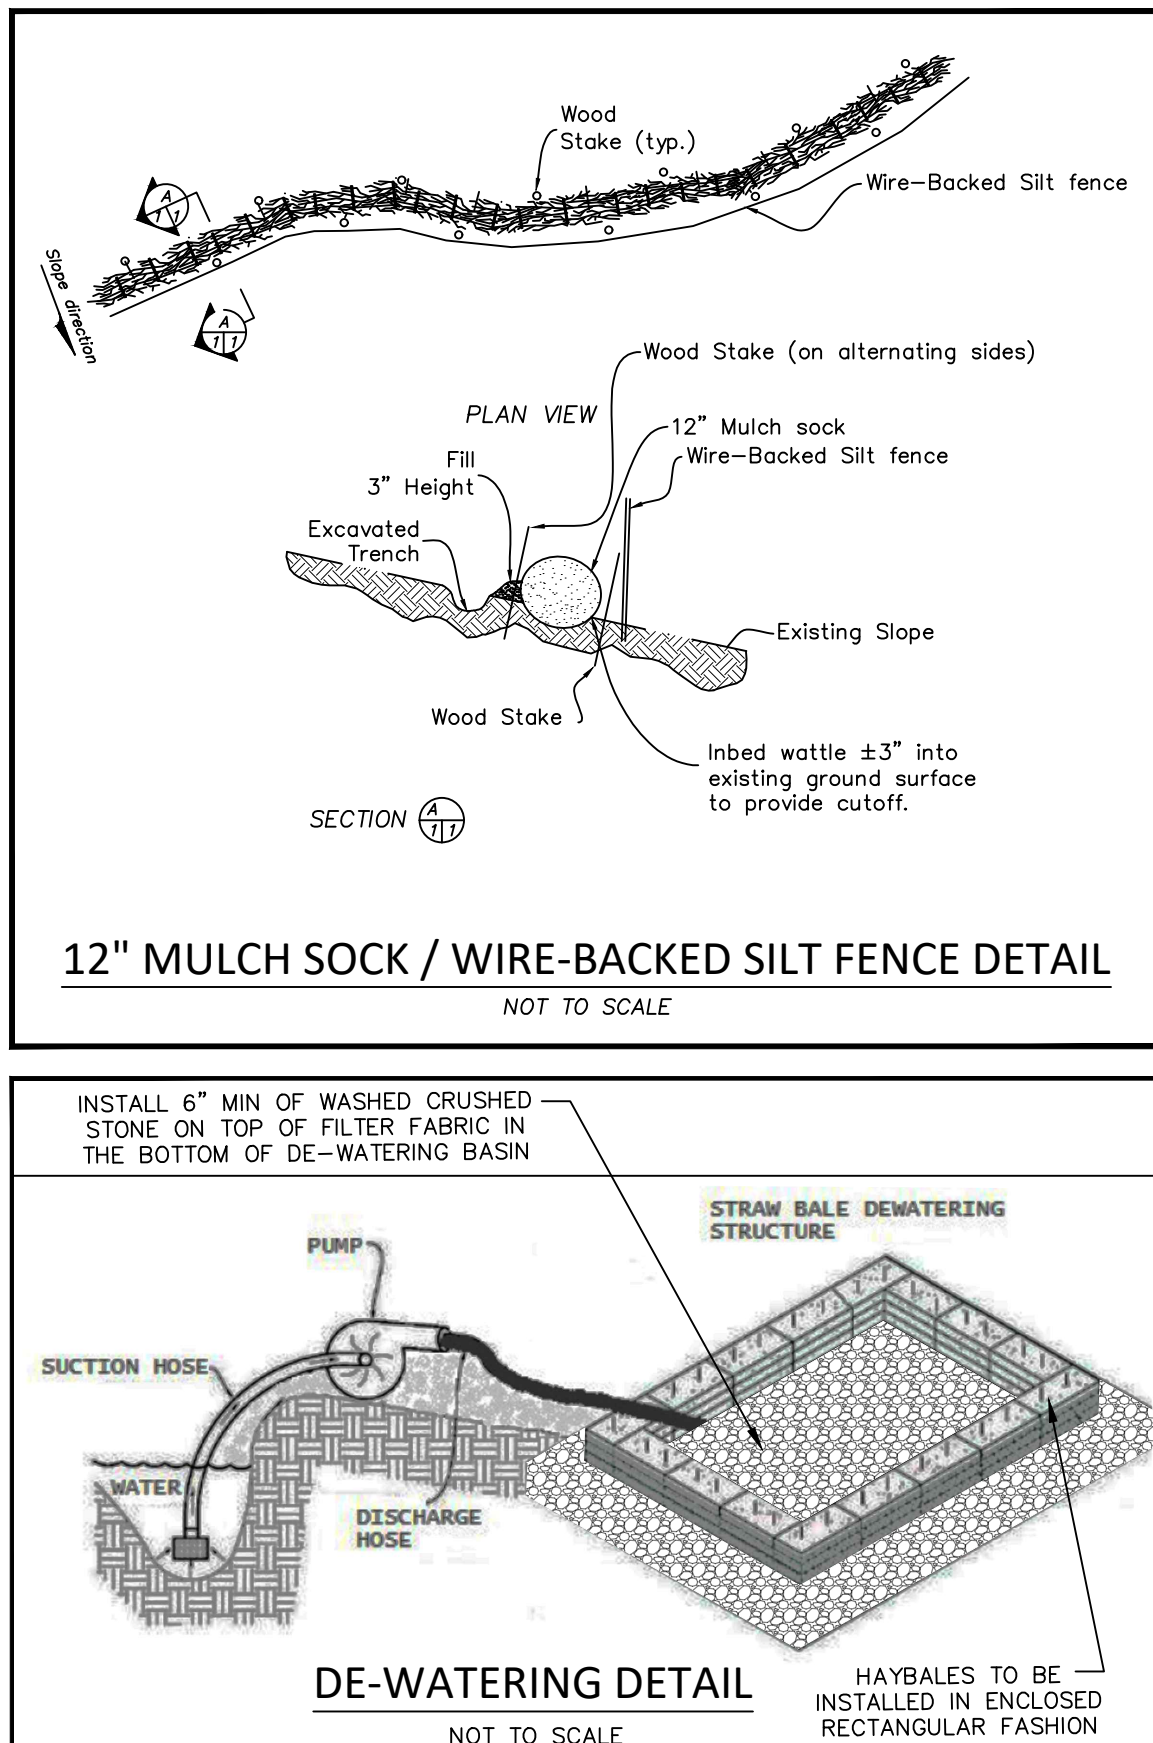 Wood
Stake (typ.)
Wire-Backed Silt fence
A
1 1
Slope direction
A
1 1
Wood Stake (on alternating sides)
PLAN VIEW
12" Mulch sock
Wire-Backed Silt fence
Fill
3" Height
Excavated
Trench
Existing Slope
Wood Stake
Inbed wattle ±3" into
existing ground surface
to provide cutoff.
SECTION A
1 1
12" MULCH SOCK / WIRE-BACKED SILT FENCE DETAIL
NOT TO SCALE
INSTALL 6" MIN OF WASHED CRUSHED
STONE ON TOP OF FILTER FABRIC IN
THE BOTTOM OF DE-WATERING BASIN
STRAW BALE DEWATERING
STRUCTURE
PUMP
SUCTION HOSE
WATER
DISCHARGE
HOSE
DE-WATERING DETAIL
NOT TO SCALE
HAYBALES TO BE
INSTALLED IN ENCLOSED
RECTANGULAR FASHION